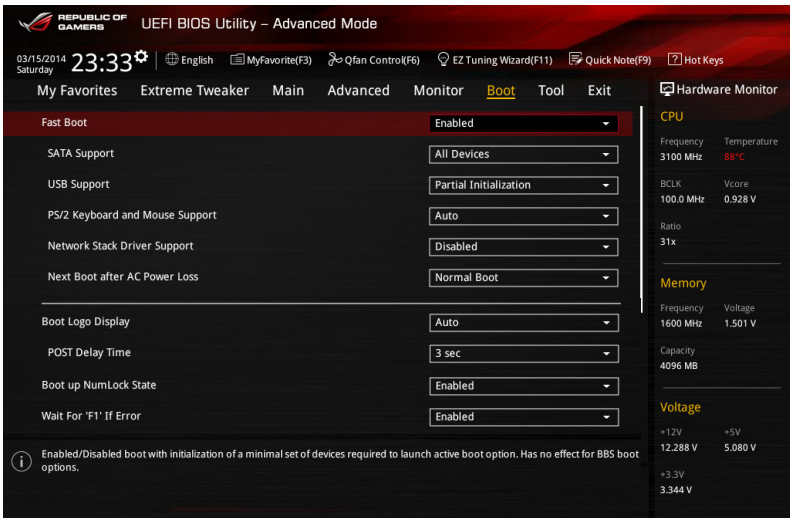 REPUBLIC OF
GAMERS
UEFI BIOS Utility – Advanced Mode
03/15/2014
Saturday
23:33
English
MyFavorite(F3)
Qfan Control(F6)
EZ Tuning Wizard(F11)
Quick Note(F9)
? Hot Keys
My Favorites Extreme Tweaker Main Advanced Monitor Boot Tool Exit
Fast Boot Enabled
SATA Support All Devices
USB Support Partial Initialization
PS/2 Keyboard and Mouse Support Auto
Network Stack Driver Support Disabled
Next Boot after AC Power Loss Normal Boot
Boot Logo Display Auto
POST Delay Time 3 sec
Boot up NumLock State Enabled
Wait For 'F1' If Error Enabled
i
Enabled/Disabled boot with initialization of a minimal set of devices required to launch active boot option. Has no effect for BBS boot
options.
Hardware Monitor
CPU
Frequency Temperature
3100 MHz 88°C
BCLK Vcore
100.0 MHz 0.928 V
Ratio
31x
Memory
Frequency Voltage
1600 MHz 1.501 V
Capacity
4096 MB
Voltage
+12V +5V
12.288 V 5.080 V
+3.3V
3.344 V